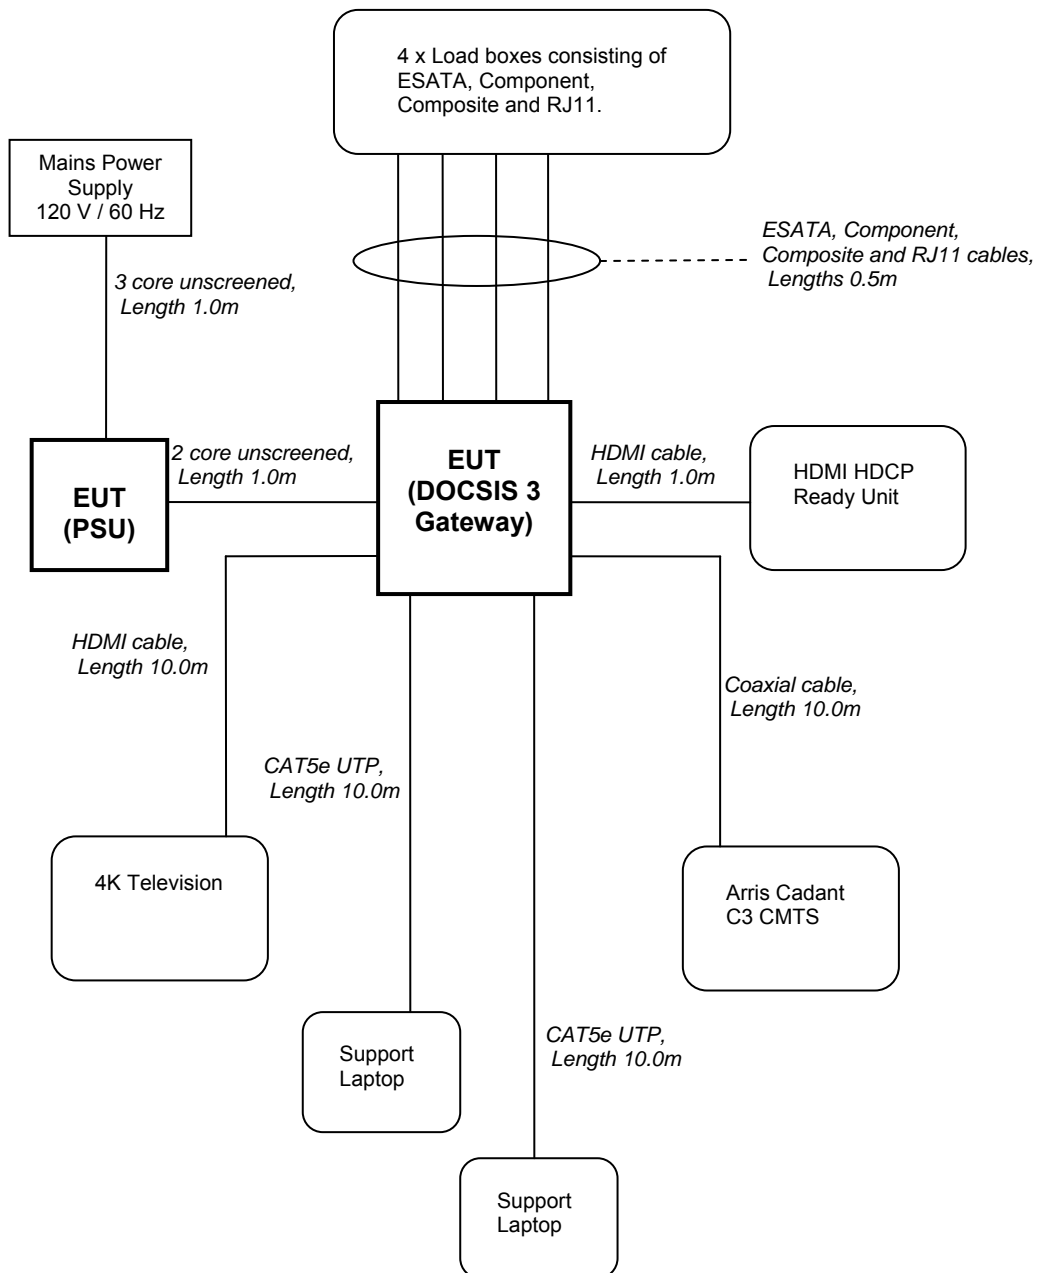 4 x Load boxes consisting of
ESATA, Component,
Composite and RJ11.
Mains Power
Supply
120 V / 60 Hz
ESATA, Component,
Composite and RJ11 cables,
Lengths 0.5m
3 core unscreened,
Length 1.0m
2 core unscreened,
Length 1.0m
EUT
(DOCSIS 3
Gateway)
HDMI cable,
Length 1.0m
HDMI HDCP
Ready Unit
EUT
(PSU)
HDMI cable,
Length 10.0m
Coaxial cable,
Length 10.0m
CAT5e UTP,
Length 10.0m
4K Television
Arris Cadant
C3 CMTS
Support
Laptop
CAT5e UTP,
Length 10.0m
Support
Laptop